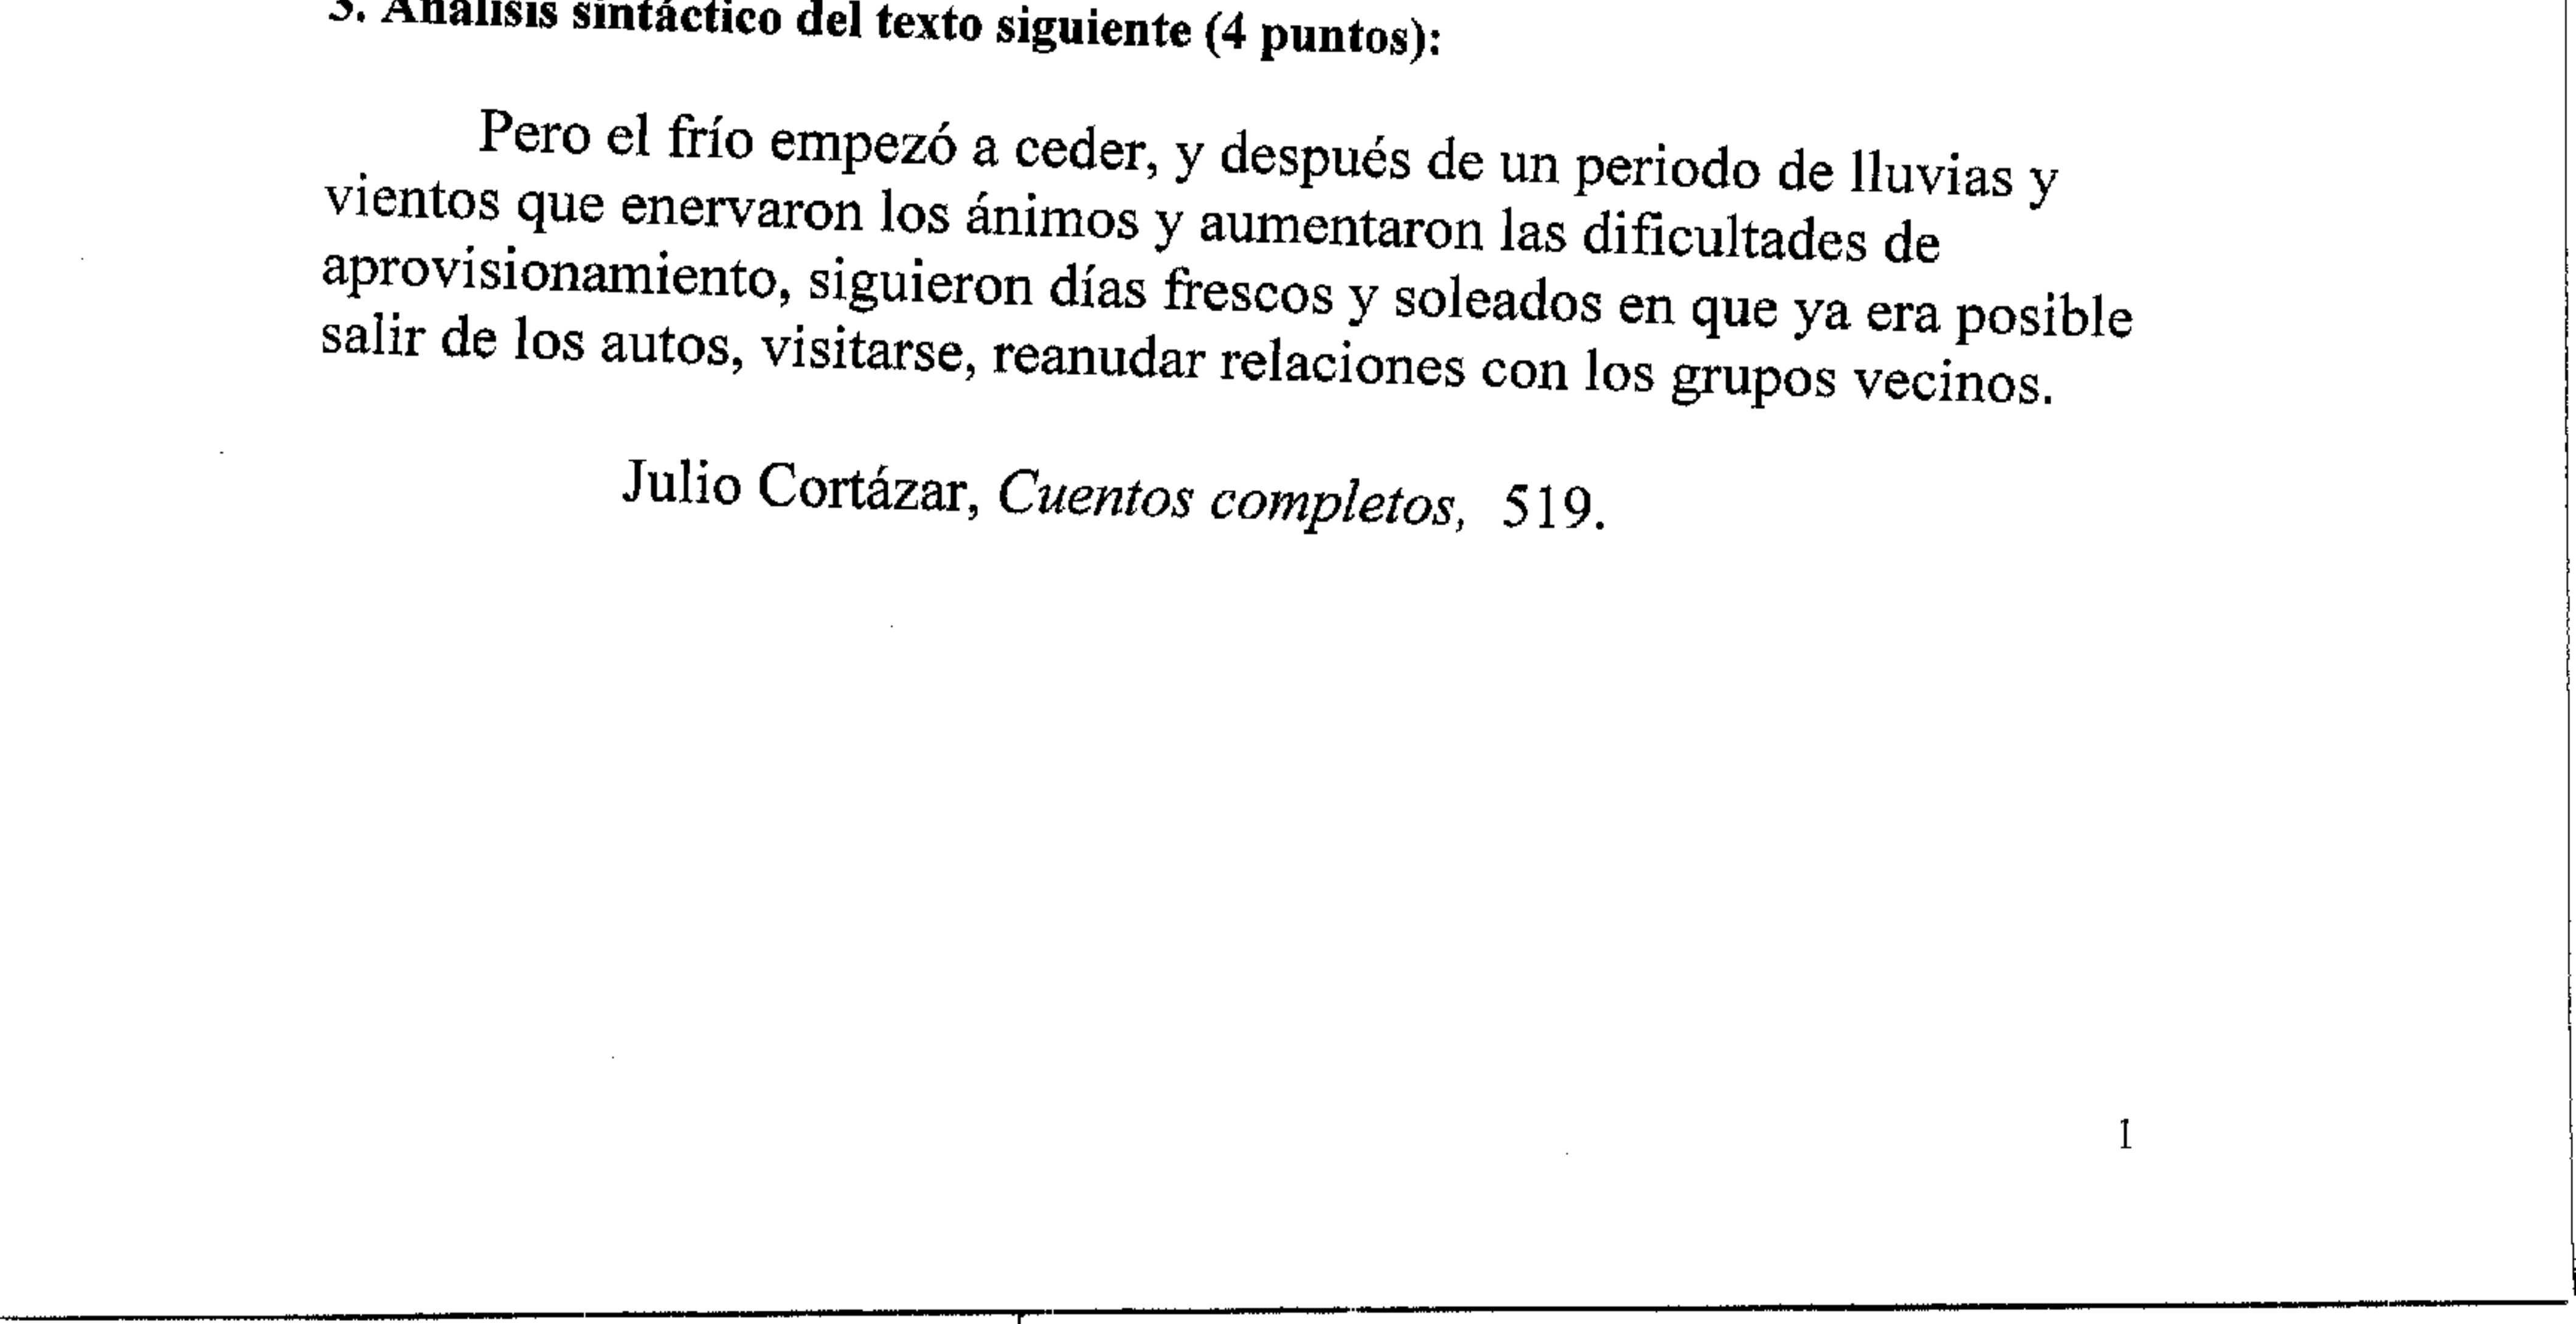 3. Análisis sintáctico del texto siguiente (4 puntos):
Pero el frío empezó a ceder, y después de un periodo de lluvias y
vientos que enervaron los ánimos y aumentaron las dificultades de
aprovisionamiento, siguieron días frescos y soleados en que ya era posible
salir de los autos, visitarse, reanudar relaciones con los grupos vecinos.
Julio Cortázar, Cuentos completos, 519.
1